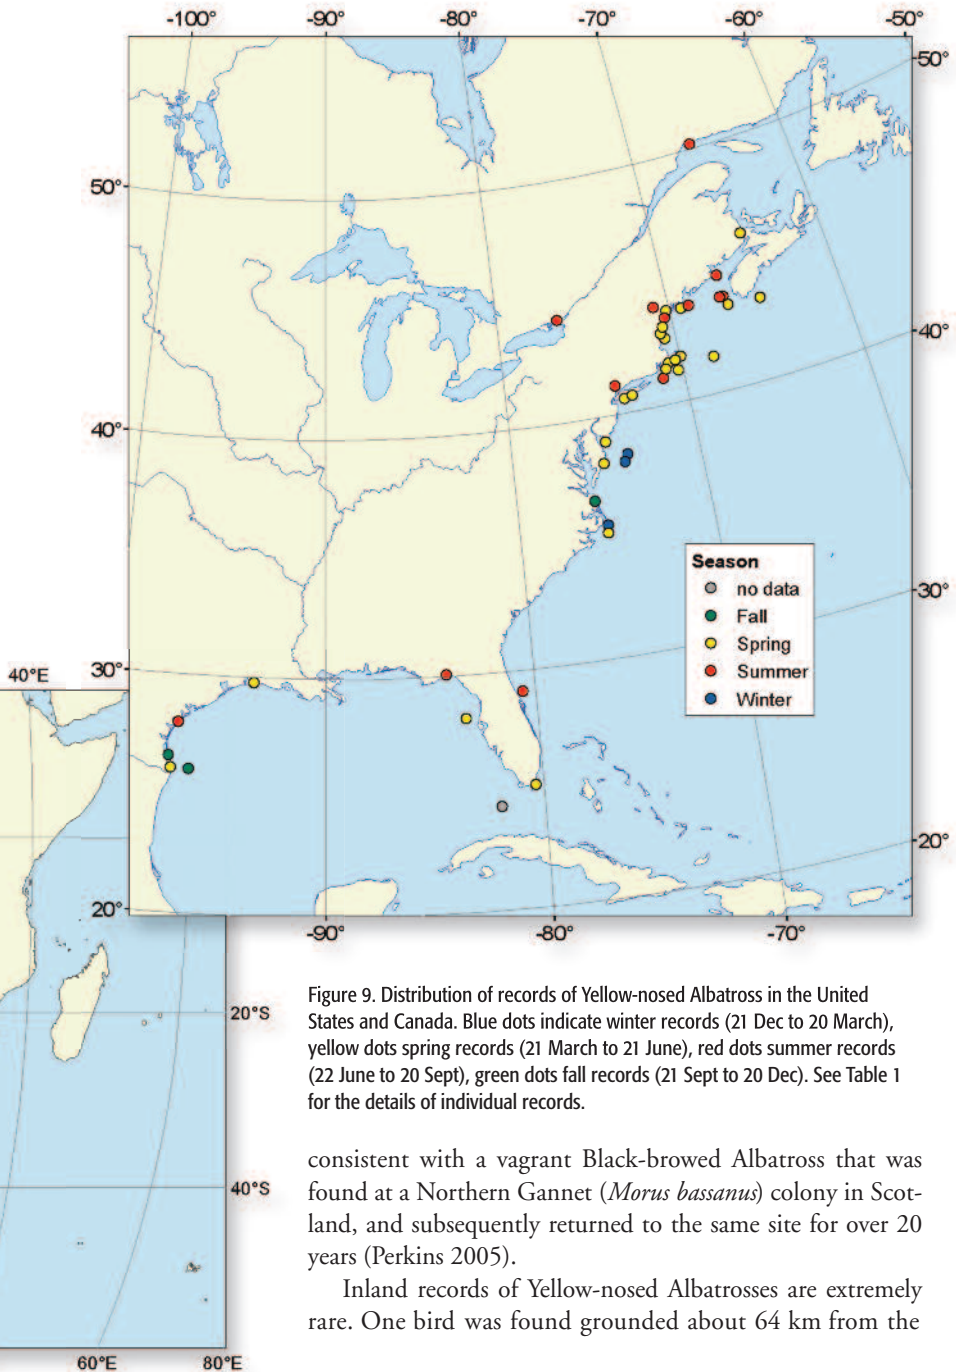 -100°
-90°
-80°
-70°
-60°
-50°
50°
50°
40°
40°
30°
30°
20°
20°
-90°
-80°
-70°
Season
no data
Fall
Spring
Summer
Winter
40°E
20°S
40°S
60°E
80°E
Figure 9. Distribution of records of Yellow-nosed Albatross in the United
States and Canada. Blue dots indicate winter records (21 Dec to 20 March),
yellow dots spring records (21 March to 21 June), red dots summer records
(22 June to 20 Sept), green dots fall records (21 Sept to 20 Dec). See Table 1
for the details of individual records.
consistent with a vagrant Black-browed Albatross that was
found at a Northern Gannet (Morus bassanus) colony in Scot-
land, and subsequently returned to the same site for over 20
years (Perkins 2005).
Inland records of Yellow-nosed Albatrosses are extremely
rare. One bird was found grounded about 64 km from the